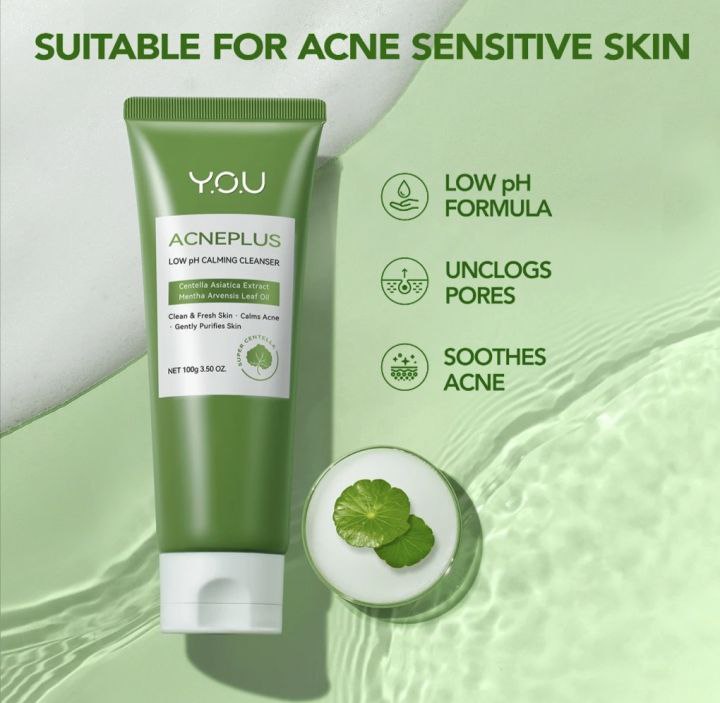 SUITABLE FOR ACNE SENSITIVE SKIN
Y.O.U
ACNEPLUS
LOW pH CALMING CLEANSER
Centella Asiatica Extract
Mentha Arvensis Leaf Oil
Clean & Fresh Skin · Calms Acne
· Gently Purifies Skin
SUPER CENTELLA
NET 100g 3.50 OZ.
LOW pH
FORMULA
UNCLOGS
PORES
SOOTHES
ACNE